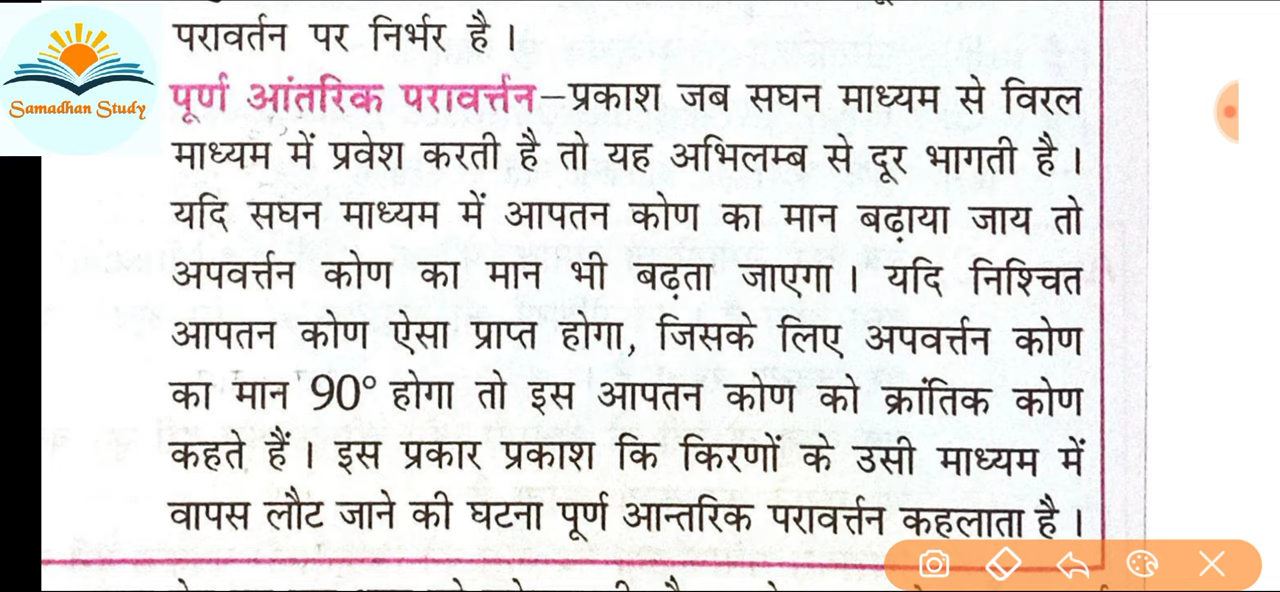 परावर्तन पर निर्भर है।
Samadhan Study
पूर्ण आंतरिक परावर्त्तन–प्रकाश जब सघन माध्यम से विरल
माध्यम में प्रवेश करती है तो यह अभिलम्ब से दूर भागती है।
यदि सघन माध्यम में आपतन कोण का मान बढ़ाया जाय तो
अपवर्त्तन कोण का मान भी बढ़ता जाएगा। यदि निश्चित
आपतन कोण ऐसा प्राप्त होगा, जिसके लिए अपवर्त्तन कोण
का मान 90° होगा तो इस आपतन कोण को क्रांतिक कोण
कहते हैं। इस प्रकार प्रकाश कि किरणों के उसी माध्यम में
वापस लौट जाने की घटना पूर्ण आन्तरिक परावर्त्तन कहलाता है।